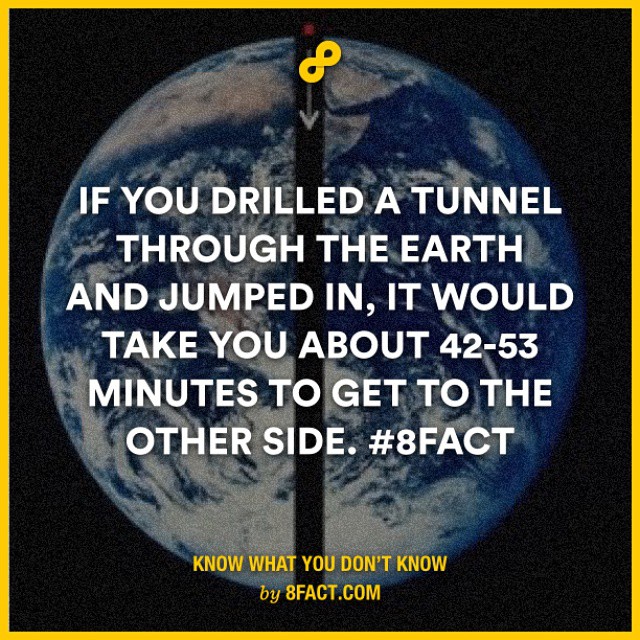 IF YOU DRILLED A TUNNEL
THROUGH THE EARTH
AND JUMPED IN, IT WOULD
TAKE YOU ABOUT 42-53
MINUTES TO GET TO THE
OTHER SIDE. #8FACT
KNOW WHAT YOU DON'T KNOW
by 8FACT.COM